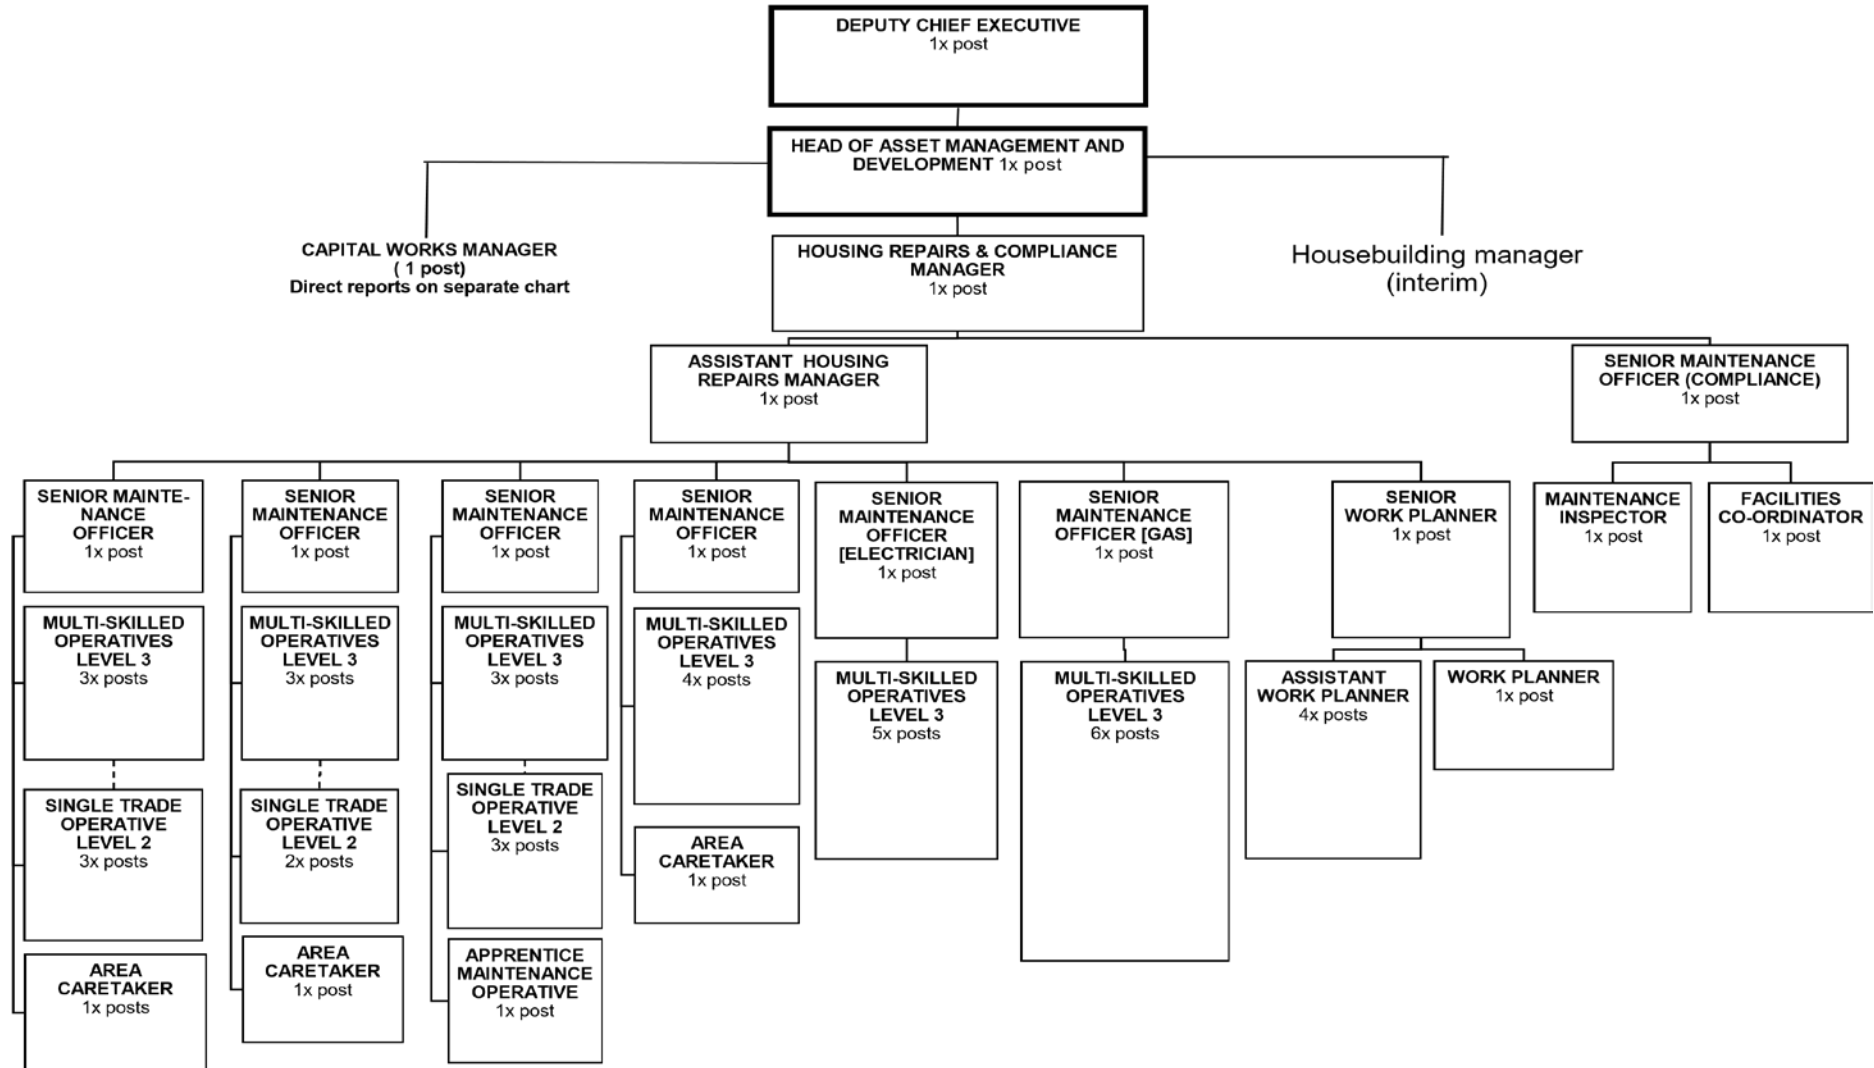 DEPUTY CHIEF EXECUTIVE
1x post
HEAD OF ASSET MANAGEMENT AND
DEVELOPMENT 1x post
CAPITAL WORKS MANAGER
( 1 post)
Direct reports on separate chart
HOUSING REPAIRS & COMPLIANCE
MANAGER
1x post
Housebuilding manager
(interim)
ASSISTANT HOUSING
REPAIRS MANAGER
1x post
SENIOR MAINTENANCE
OFFICER (COMPLIANCE)
1x post
SENIOR MAINTE-
NANCE
OFFICER
1x post
SENIOR
MAINTENANCE
OFFICER
1x post
SENIOR
MAINTENANCE
OFFICER
1x post
SENIOR
MAINTENANCE
OFFICER
1x post
SENIOR
MAINTENANCE
OFFICER
[ELECTRICIAN]
1x post
SENIOR
MAINTENANCE
OFFICER [GAS]
1x post
SENIOR
WORK PLANNER
1x post
MAINTENANCE
INSPECTOR
1x post
FACILITIES
CO-ORDINATOR
1x post
MULTI-SKILLED
OPERATIVES
LEVEL 3
3x posts
MULTI-SKILLED
OPERATIVES
LEVEL 3
3x posts
MULTI-SKILLED
OPERATIVES
LEVEL 3
3x posts
MULTI-SKILLED
OPERATIVES
LEVEL 3
4x posts
MULTI-SKILLED
OPERATIVES
LEVEL 3
5x posts
MULTI-SKILLED
OPERATIVES
LEVEL 3
6x posts
ASSISTANT
WORK PLANNER
4x posts
WORK PLANNER
1x post
SINGLE TRADE
OPERATIVE
LEVEL 2
3x posts
SINGLE TRADE
OPERATIVE
LEVEL 2
2x posts
SINGLE TRADE
OPERATIVE
LEVEL 2
3x posts
AREA
CARETAKER
1x post
AREA
CARETAKER
1x posts
AREA
CARETAKER
1x post
APPRENTICE
MAINTENANCE
OPERATIVE
1x post